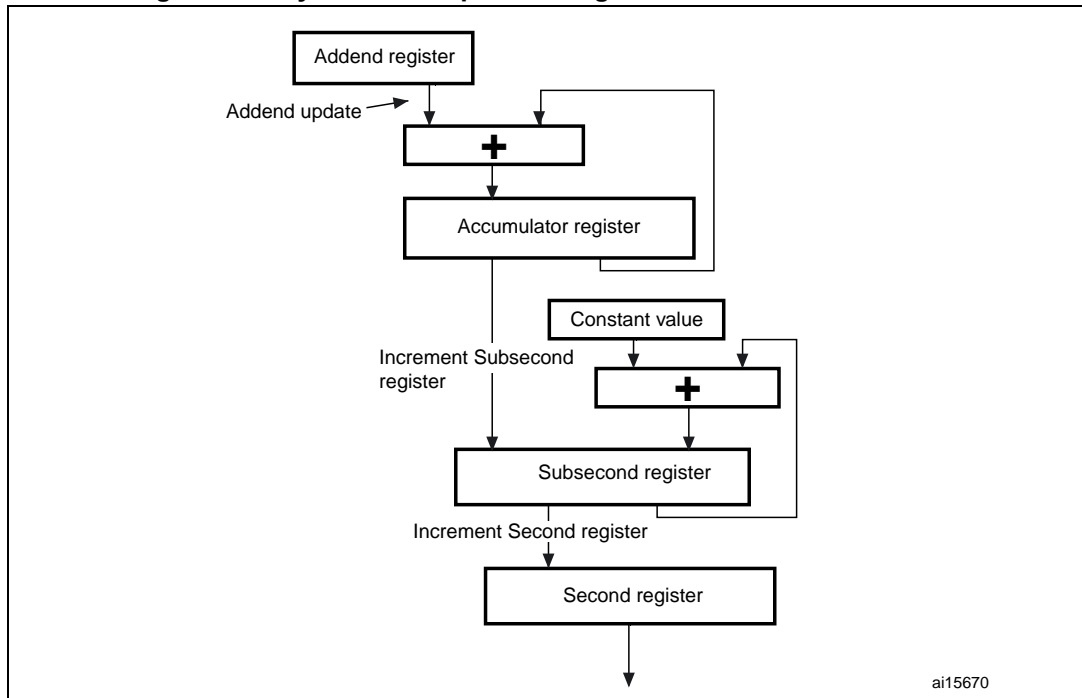 Addend register
Addend update
+
Accumulator register
Constant value
Increment Subsecond
register
+
Subsecond register
Increment Second register
Second register
ai15670